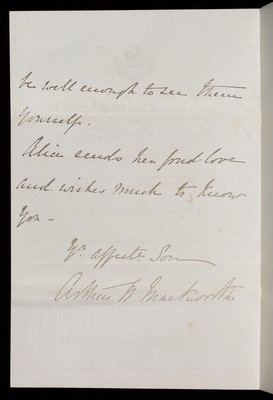 be well enough to see them
yourself.
Alice sends her fond love
and wishes much to know
you -
Yr. affecte. Son
Arthur W. Mackworth